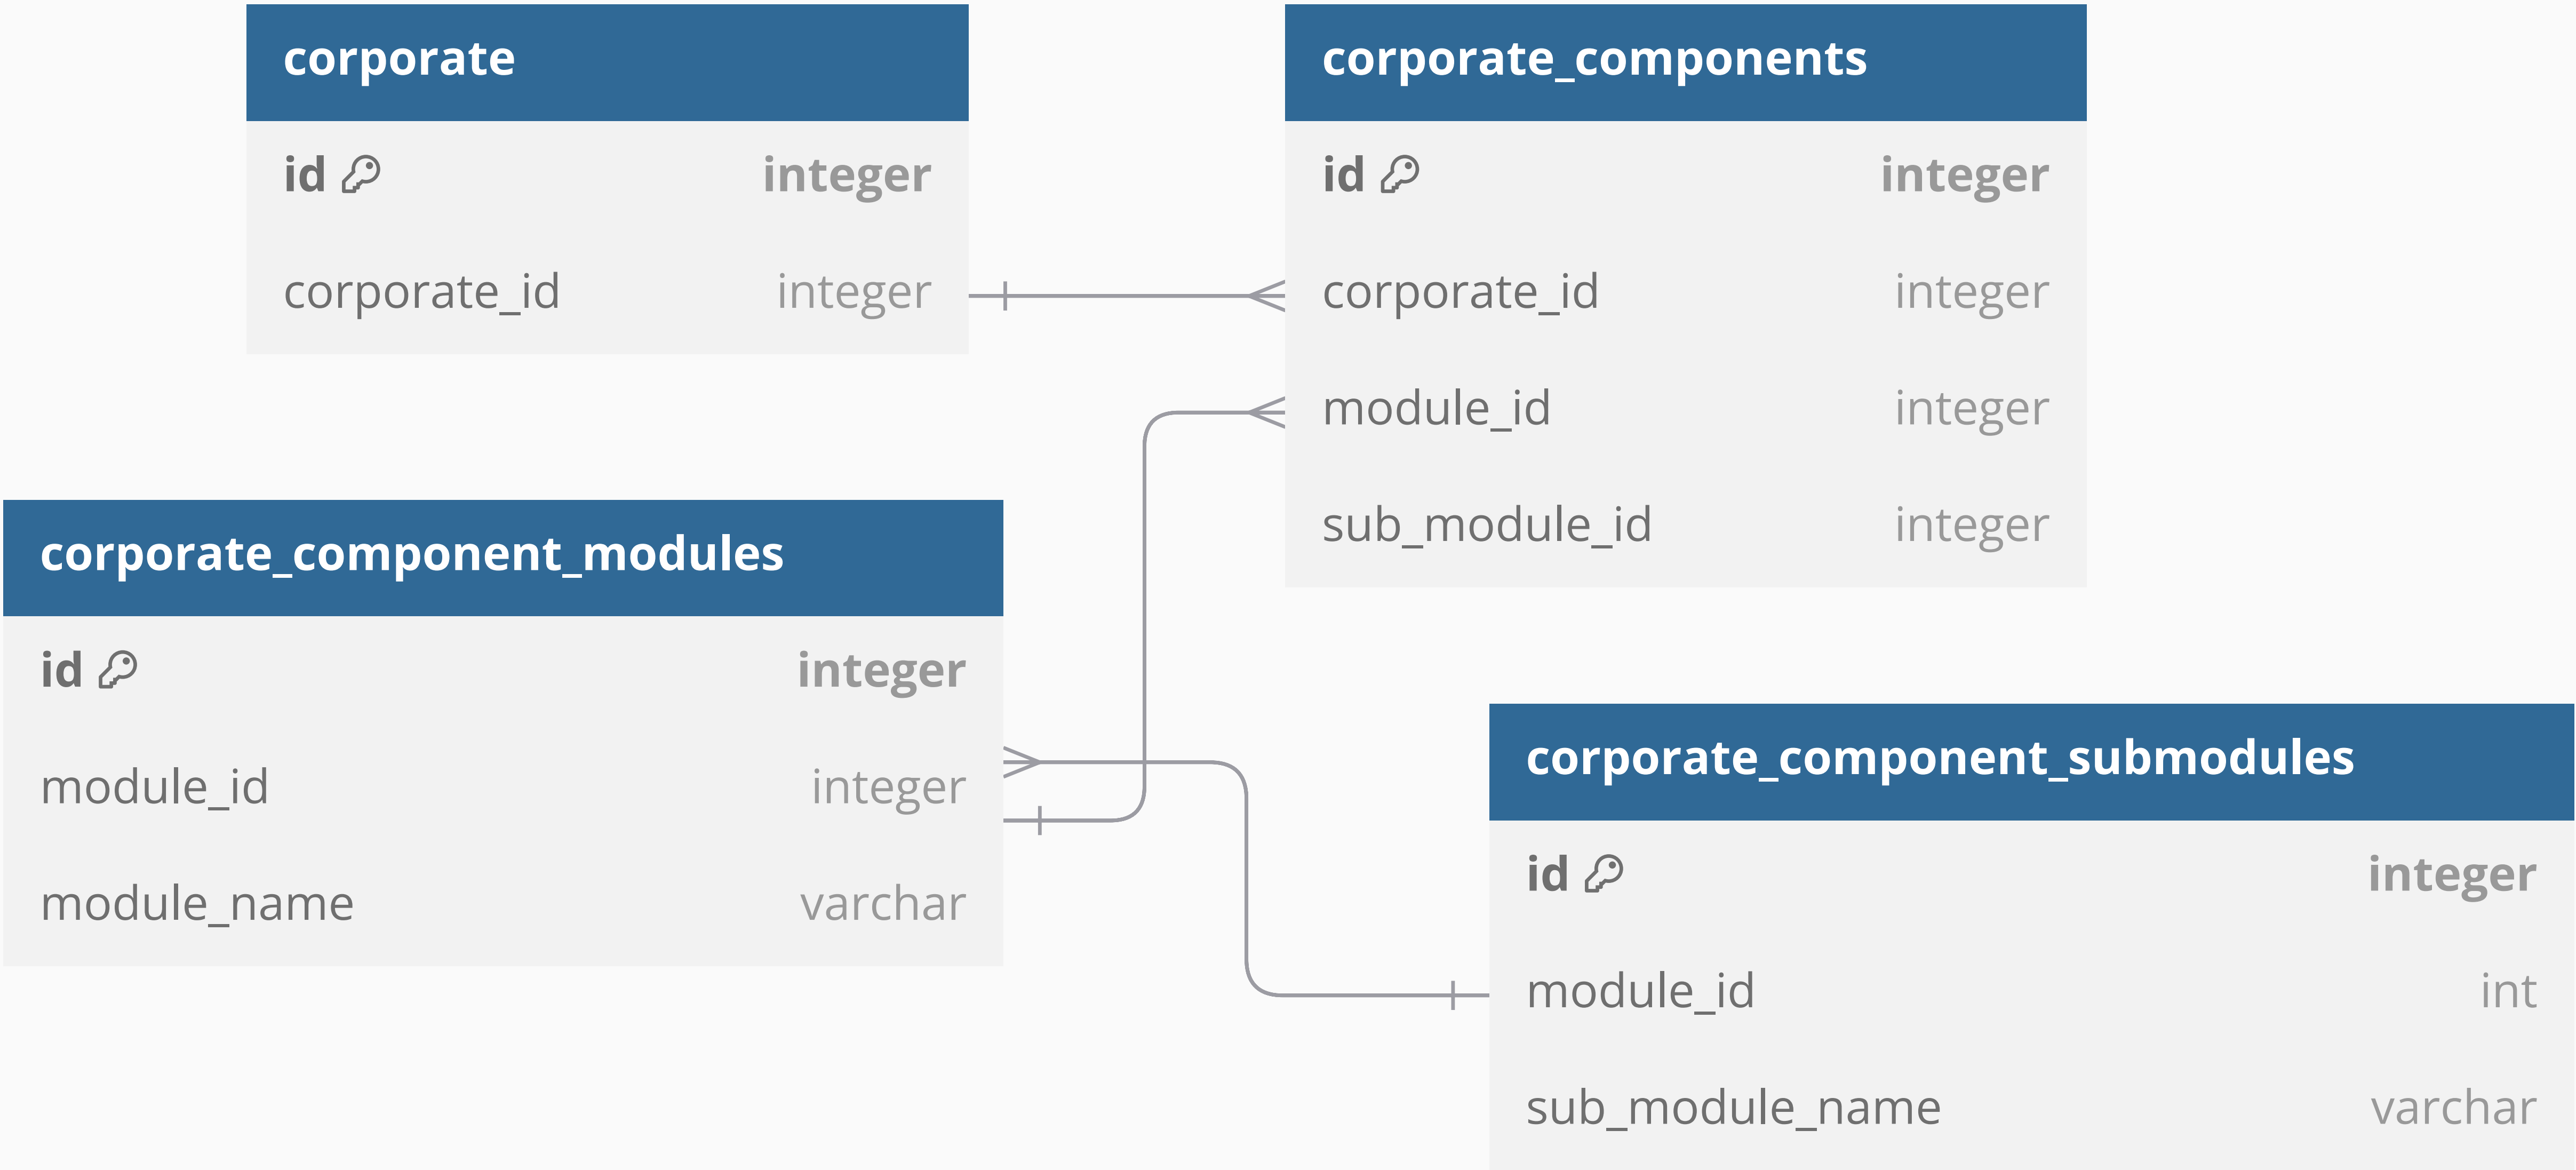 corporate
id integer
corporate_id integer
corporate_components
id integer
corporate_id integer
module_id integer
sub_module_id integer
corporate_component_modules
id integer
module_id integer
module_name varchar
corporate_component_submodules
id integer
module_id int
sub_module_name varchar